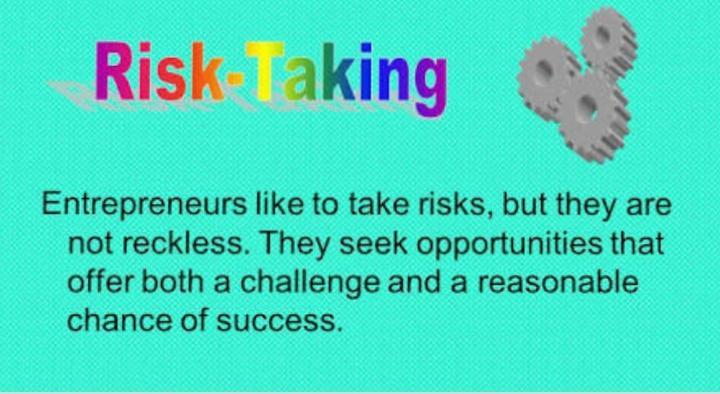 Risk-Taking
Entrepreneurs like to take risks, but they are
not reckless. They seek opportunities that
offer both a challenge and a reasonable
chance of success.